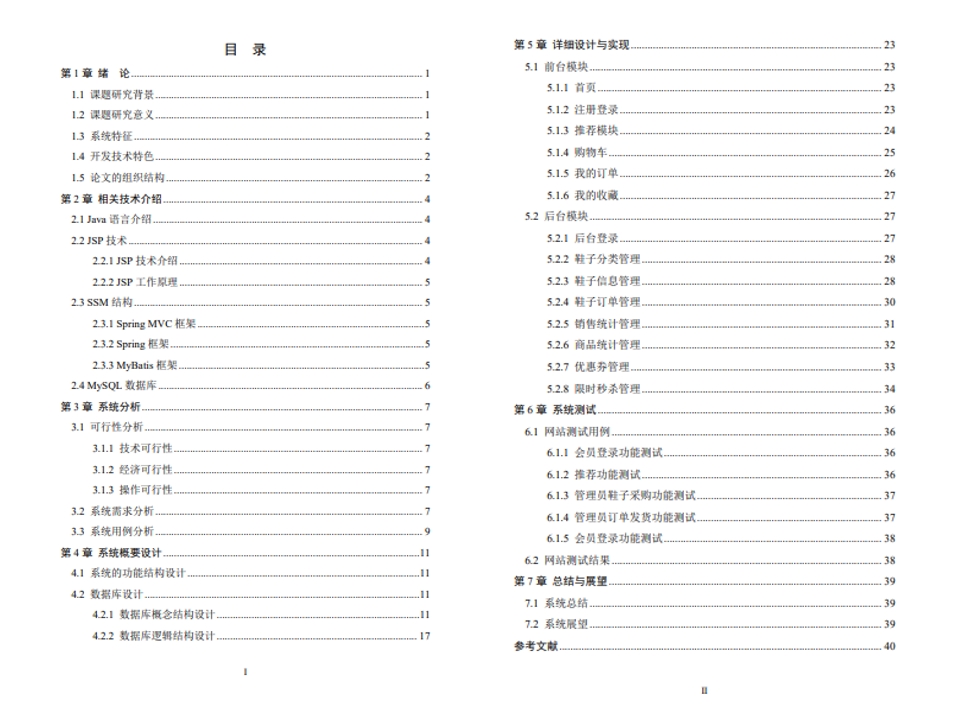 目 录
第 1 章 绪 论 1
1.1 课题研究背景 1
1.2 课题研究意义 1
1.3 系统特征 2
1.4 开发技术特色 2
1.5 论文的组织结构 2
第 2 章 相关技术介绍 4
2.1 Java 语言介绍 4
2.2 JSP 技术 4
2.2.1 JSP 技术介绍 4
2.2.2 JSP 工作原理 5
2.3 SSM 结构 5
2.3.1 Spring MVC 框架 5
2.3.2 Spring 框架 5
2.3.3 MyBatis 框架 5
2.4 MySQL 数据库 6
第 3 章 系统分析 7
3.1 可行性分析 7
3.1.1 技术可行性 7
3.1.2 经济可行性 7
3.1.3 操作可行性 7
3.2 系统需求分析 7
3.3 系统用例分析 9
第 4 章 系统概要设计 11
4.1 系统的功能结构设计 11
4.2 数据库设计 11
4.2.1 数据库概念结构设计 11
4.2.2 数据库逻辑结构设计 17
I
第 5 章 详细设计与实现 23
5.1 前台模块 23
5.1.1 首页 23
5.1.2 注册登录 23
5.1.3 推荐模块 24
5.1.4 购物车 25
5.1.5 我的订单 26
5.1.6 我的收藏 27
5.2 后台模块 27
5.2.1 后台登录 27
5.2.2 鞋子分类管理 28
5.2.3 鞋子信息管理 28
5.2.4 鞋子订单管理 30
5.2.5 销售统计管理 31
5.2.6 商品统计管理 32
5.2.7 优惠券管理 33
5.2.8 限时秒杀管理 34
第 6 章 系统测试 36
6.1 网站测试用例 36
6.1.1 会员登录功能测试 36
6.1.2 推荐功能测试 36
6.1.3 管理员鞋子采购功能测试 37
6.1.4 管理员订单发货功能测试 37
6.1.5 会员登录功能测试 38
6.2 网站测试结果 38
第 7 章 总结与展望 39
7.1 系统总结 39
7.2 系统展望 39
参考文献 40
II